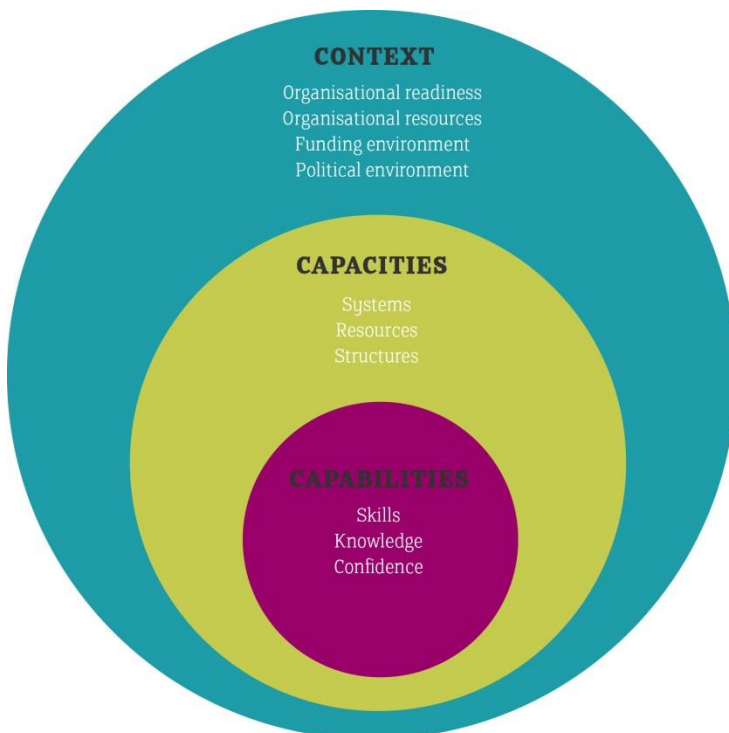 CONTEXT
Organisational readiness
Organisational resources
Funding environment
Political environment
CAPACITIES
Systems
Resources
Structures
CAPABILITIES
Skills
Knowledge
Confidence